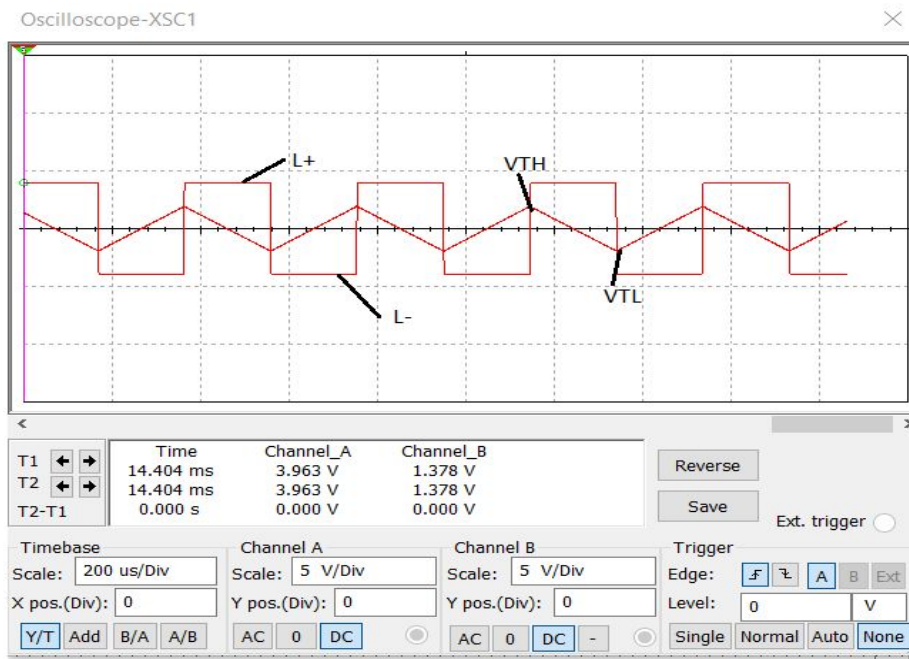 Oscilloscope-XSC1
L+
VTH
VTL
L-
Time Channel_A Channel_B
T1 14.404 ms 3.963 V 1.378 V
T2 14.404 ms 3.963 V 1.378 V
T2-T1 0.000 s 0.000 V 0.000 V
Reverse
Save
Ext. trigger
Timebase
Scale: 200 us/Div
X pos.(Div): 0
Y/T Add B/A A/B
Channel A
Scale: 5 V/Div
Y pos.(Div): 0
AC 0 DC
Channel B
Scale: 5 V/Div
Y pos.(Div): 0
AC 0 DC -
Trigger
Edge: A B Ext
Level: 0 V
Single Normal Auto None